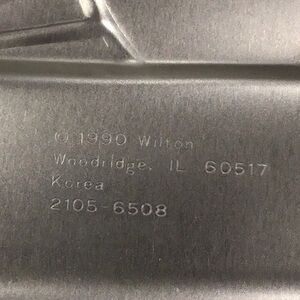 © 1990 Wilton
Woodridge, IL 60517
Korea
2105-6508